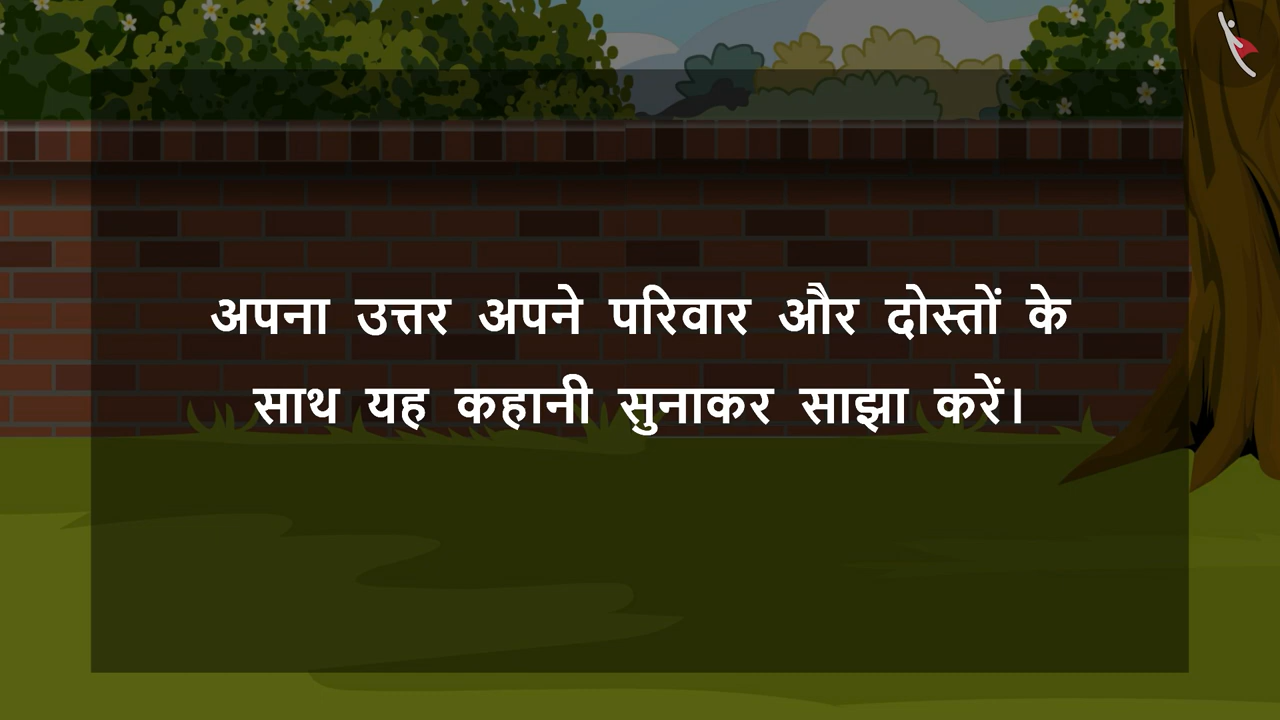 अपना उत्तर अपने परिवार और दोस्तों के
साथ यह कहानी सुनाकर साझा करें।